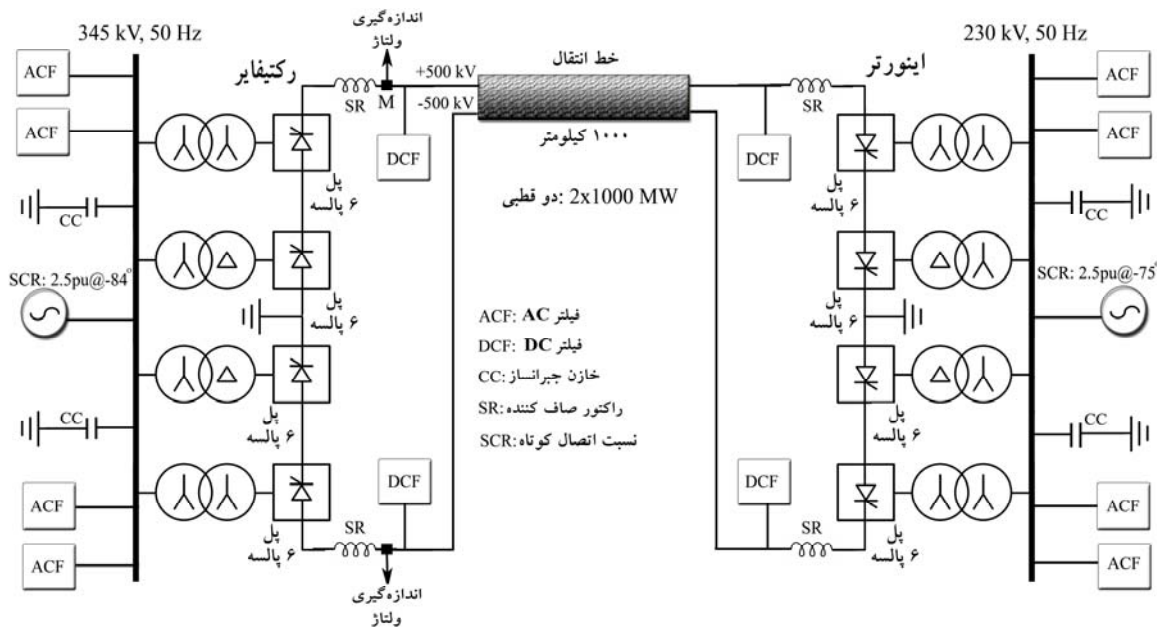 345 kV, 50 Hz
ACF
ACF
CC
SCR: 2.5pu@-84°
CC
ACF
ACF
رکتیفایر
پل
۶ پالسه
پل
۶ پالسه
پل
۶ پالسه
پل
۶ پالسه
اندازه‌گیری
ولتاژ
SR
M
+500 kV
-500 kV
DCF
خط انتقال
۱۰۰۰ کیلومتر
دو قطبی: 2x1000 MW
ACF: فیلتر AC
DCF: فیلتر DC
CC: خازن جبرانساز
SR: راکتور صاف کننده
SCR: نسبت اتصال کوتاه
DCF
SR
اندازه‌گیری
ولتاژ
DCF
SR
DCF
SR
اینورتر
پل
۶ پالسه
پل
۶ پالسه
پل
۶ پالسه
پل
۶ پالسه
230 kV, 50 Hz
ACF
ACF
CC
SCR: 2.5pu@-75°
CC
ACF
ACF